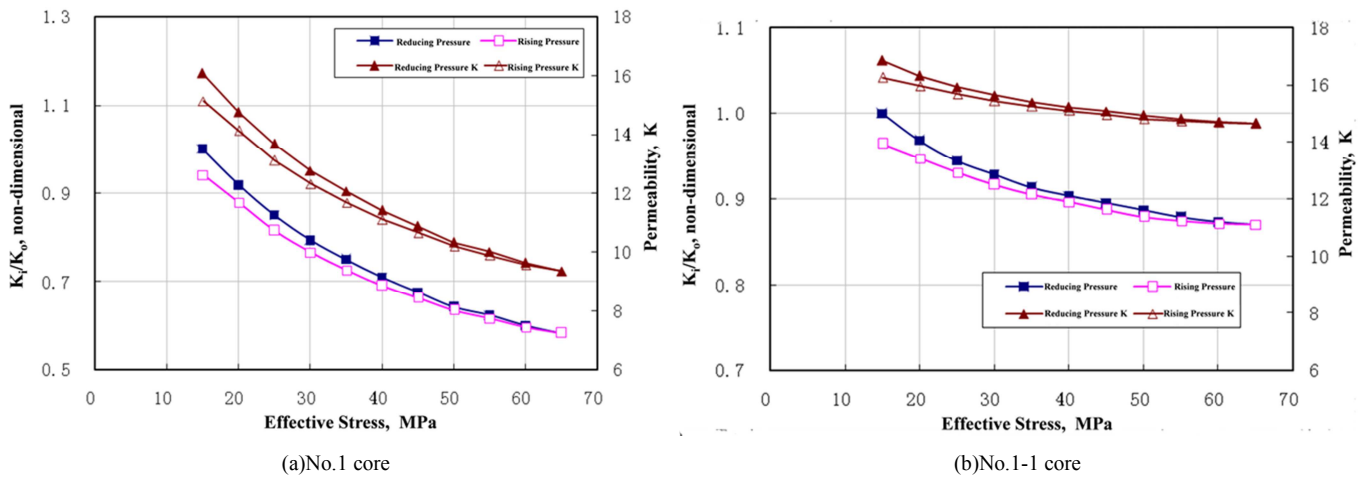 1.3
1.1
0.9
0.7
0.5
K_i/K_o, non-dimensional
18
16
14
12
10
8
6
Permeability, K
Reducing Pressure
Rising Pressure
Reducing Pressure K
Rising Pressure K
0 10 20 30 40 50 60 70
Effective Stress, MPa
(a)No.1 core
1.1
1.0
0.9
0.8
0.7
K_i/K_o, non-dimensional
18
16
14
12
10
8
6
Permeability, K
Reducing Pressure
Rising Pressure
Reducing Pressure K
Rising Pressure K
0 10 20 30 40 50 60 70
Effective Stress, MPa
(b)No.1-1 core